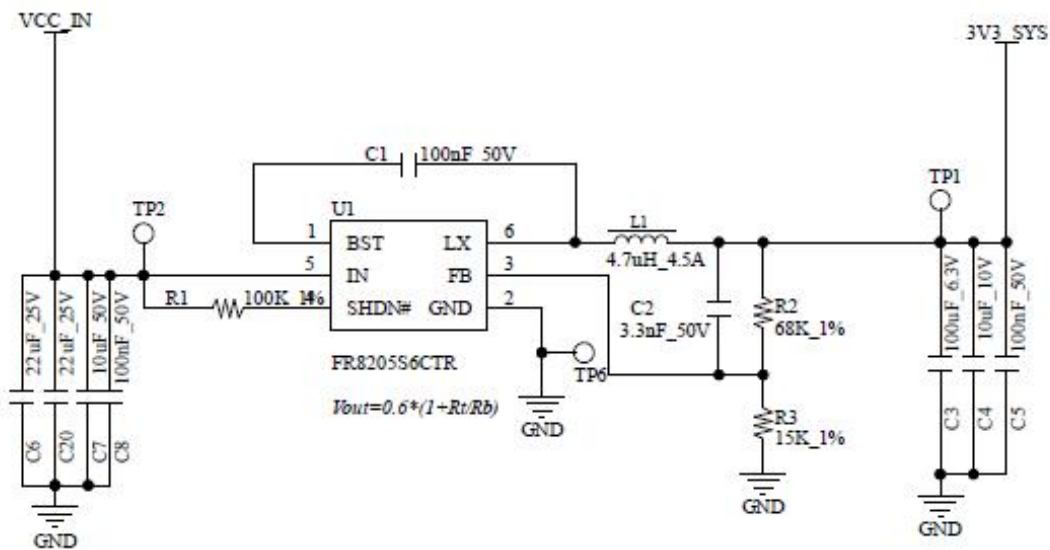 VCC_IN
3V3_SYS
C1 100nF_50V
TP2
U1
TP1
1 BST LX 6
L1
4.7uH_4.5A
5 IN FB 3
R1 100K_1%
4 SHDN# GND 2
C2
3.3nF_50V
R2
68K_1%
FR8205S6CTR
TP6
Vout=0.6*(1+Rt/Rb)
GND
R3
15K_1%
GND
22uF_25V
22uF_25V
10uF_50V
100nF_50V
C6
C20
C7
C8
GND
100uF_6.3V
10uF_10V
100nF_50V
C3
C4
C5
GND